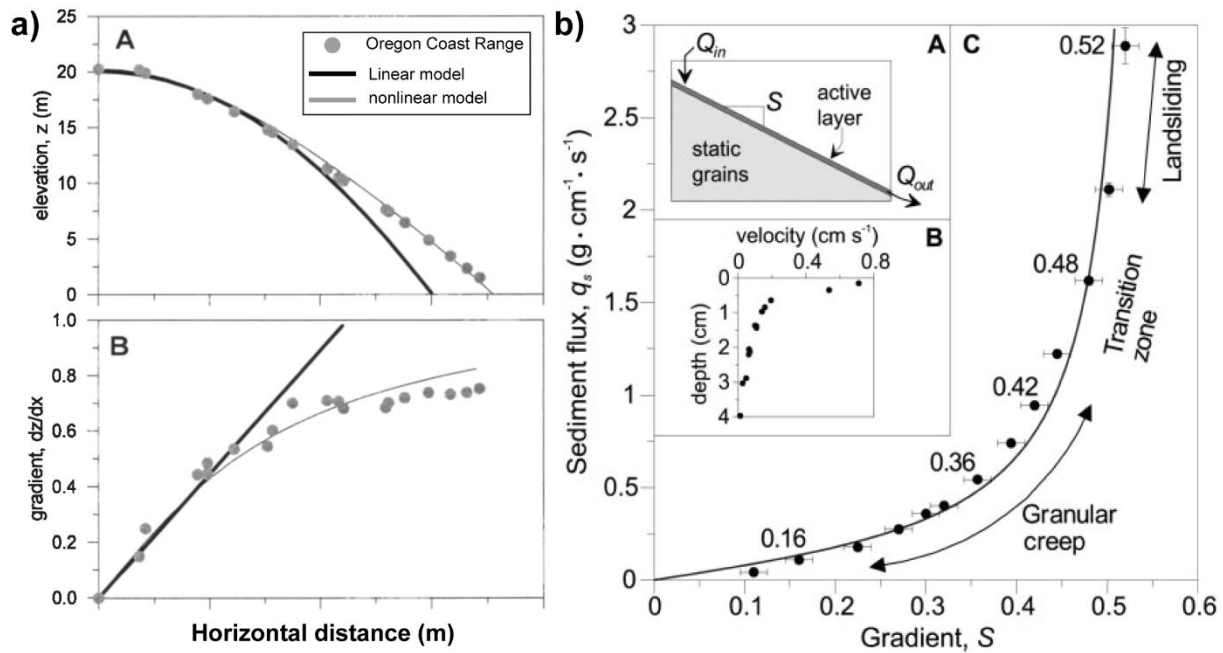 a)
A
25
20
15
10
5
0
elevation, z (m)
Oregon Coast Range
Linear model
nonlinear model
B
1.0
0.8
0.6
0.4
0.2
0.0
gradient, dz/dx
Horizontal distance (m)
b)
3
2.5
2
1.5
1
0.5
0
Sediment flux, qₛ (g · cm⁻¹ · s⁻¹)
A
Qin
S
active
layer
static
grains
Qout
B
velocity (cm s⁻¹)
0 0.4 0.8
0
1
2
3
4
depth (cm)
C
0.52
Landsliding
0.48
Transition
zone
0.42
0.36
Granular
creep
0.16
0 0.1 0.2 0.3 0.4 0.5 0.6
Gradient, S